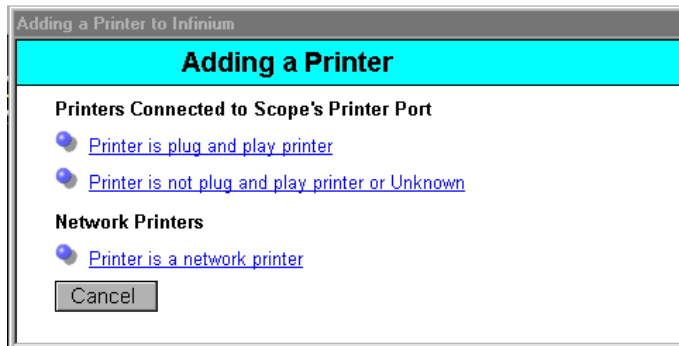 Adding a Printer to Infinium
Adding a Printer
Printers Connected to Scope's Printer Port
Printer is plug and play printer
Printer is not plug and play printer or Unknown
Network Printers
Printer is a network printer
Cancel